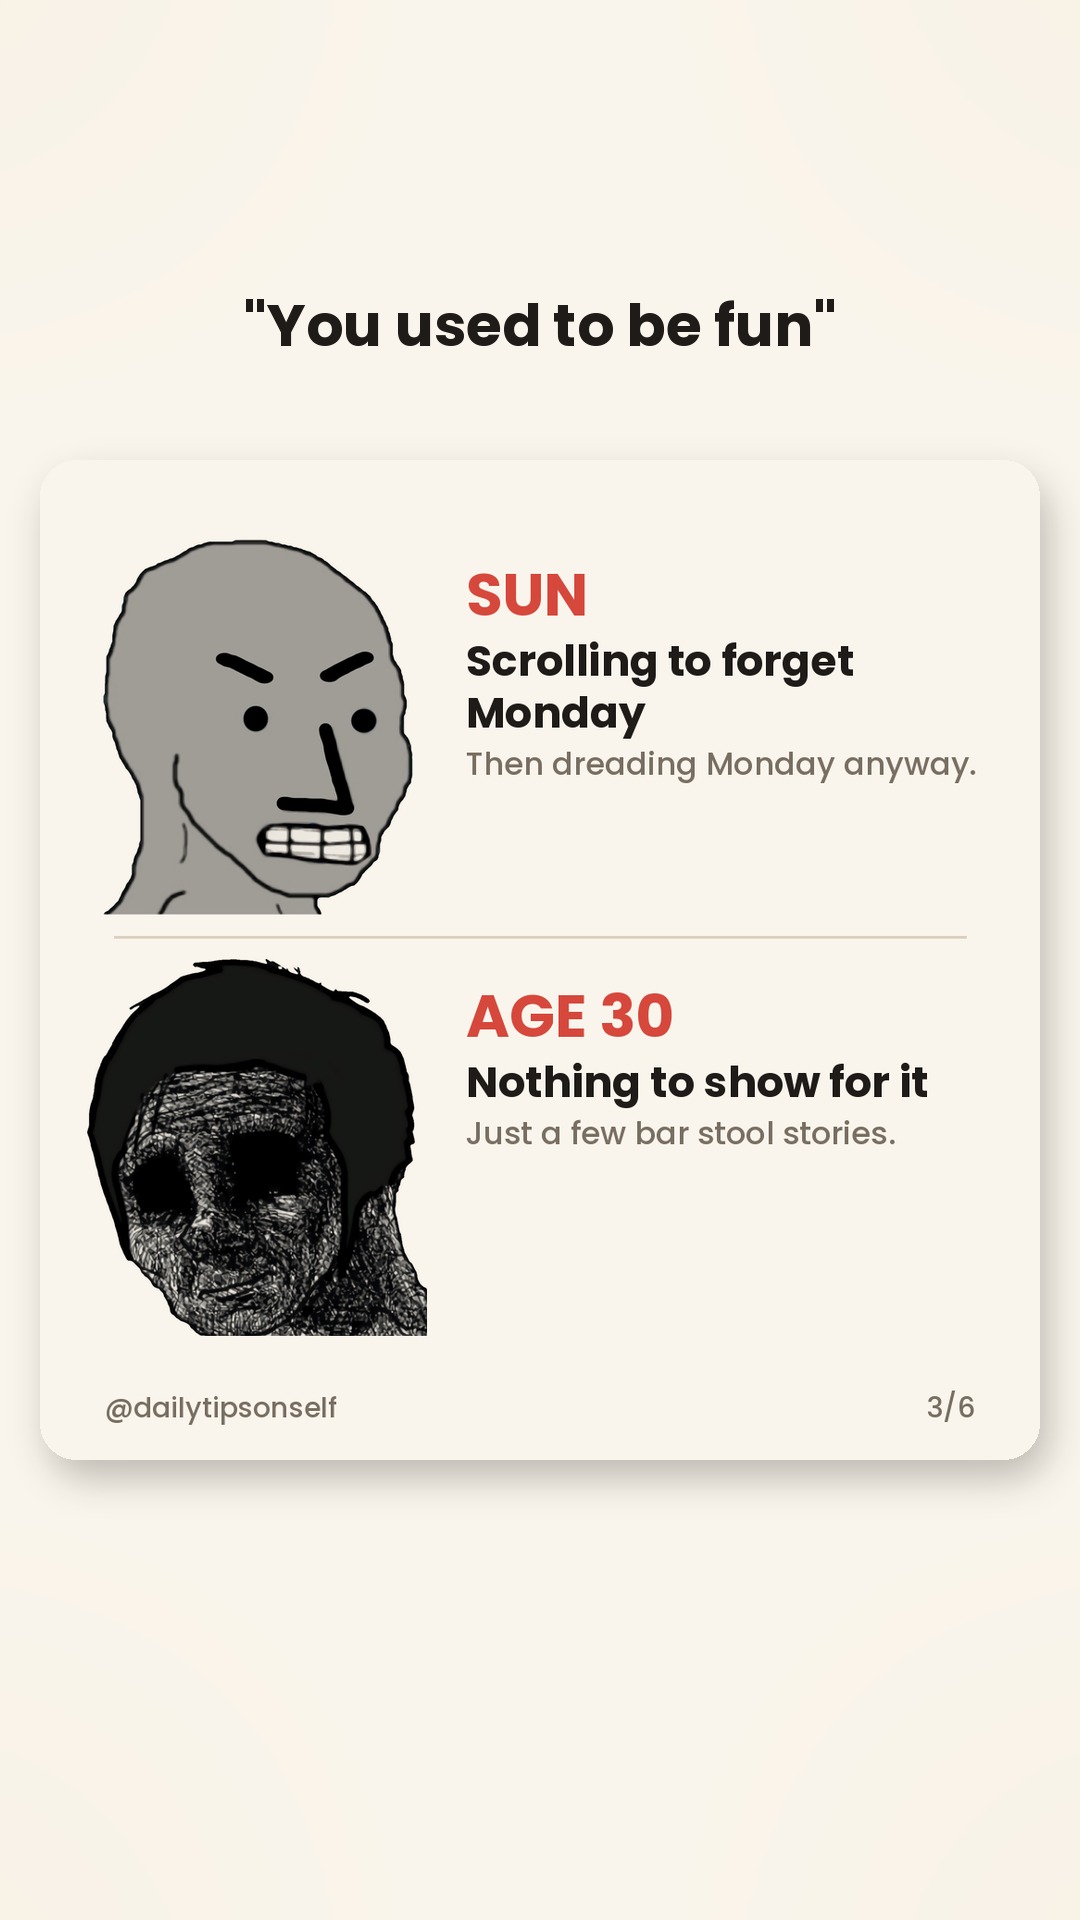 "You used to be fun"
SUN
Scrolling to forget
Monday
Then dreading Monday anyway.
AGE 30
Nothing to show for it
Just a few bar stool stories.
@dailytipsonself
3/6